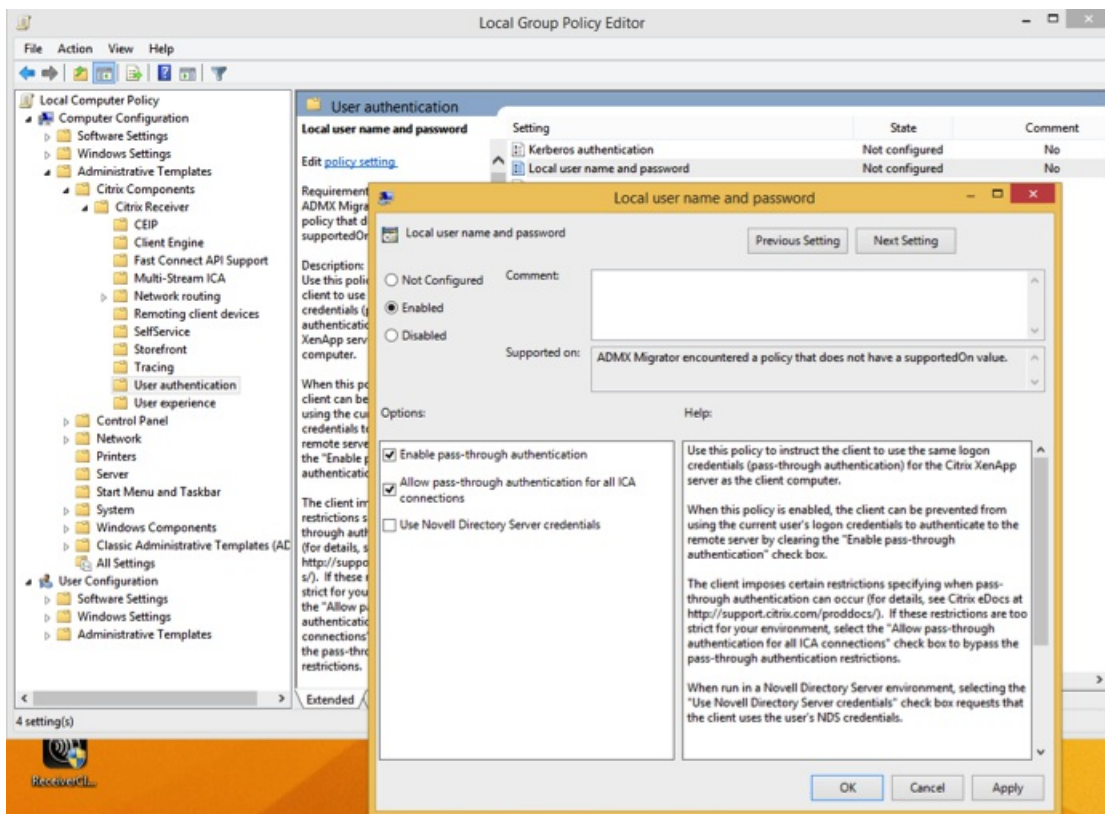 Local Group Policy Editor
File Action View Help
Local Computer Policy
Computer Configuration
Software Settings
Windows Settings
Administrative Templates
Citrix Components
Citrix Receiver
CEIP
Client Engine
Fast Connect API Support
Multi-Stream ICA
Network routing
Remoting client devices
SelfService
Storefront
Tracing
User authentication
User experience
Control Panel
Network
Printers
Server
Start Menu and Taskbar
System
Windows Components
Classic Administrative Templates (AD
All Settings
User Configuration
Software Settings
Windows Settings
Administrative Templates
4 setting(s)
User authentication
Local user name and password
Edit policy setting
Requirement
ADMX Migra
policy that d
supportedOn
Description:
Use this polic
client to use
credentials (p
authenticatio
XenApp serv
computer.
When this po
client can be
using the cur
credentials to
remote serve
the "Enable p
authenticatio
The client im
restrictions s
through auth
(for details, s
http://suppo
s/). If these r
strict for you
the "Allow pa
authenticatio
connections"
the pass-thro
restrictions.
Extended
Setting State Comment
Kerberos authentication Not configured No
Local user name and password Not configured No
Local user name and password
Local user name and password
Previous Setting Next Setting
Not Configured
Enabled
Disabled
Comment:
Supported on:
ADMX Migrator encountered a policy that does not have a supportedOn value.
Options:
Enable pass-through authentication
Allow pass-through authentication for all ICA
connections
Use Novell Directory Server credentials
Help:
Use this policy to instruct the client to use the same logon
credentials (pass-through authentication) for the Citrix XenApp
server as the client computer.
When this policy is enabled, the client can be prevented from
using the current user's logon credentials to authenticate to the
remote server by clearing the "Enable pass-through
authentication" check box.
The client imposes certain restrictions specifying when pass-
through authentication can occur (for details, see Citrix eDocs at
http://support.citrix.com/proddocs/). If these restrictions are too
strict for your environment, select the "Allow pass-through
authentication for all ICA connections" check box to bypass the
pass-through authentication restrictions.
When run in a Novell Directory Server environment, selecting the
"Use Novell Directory Server credentials" check box requests that
the client uses the user's NDS credentials.
OK Cancel Apply
ReceiverCl...